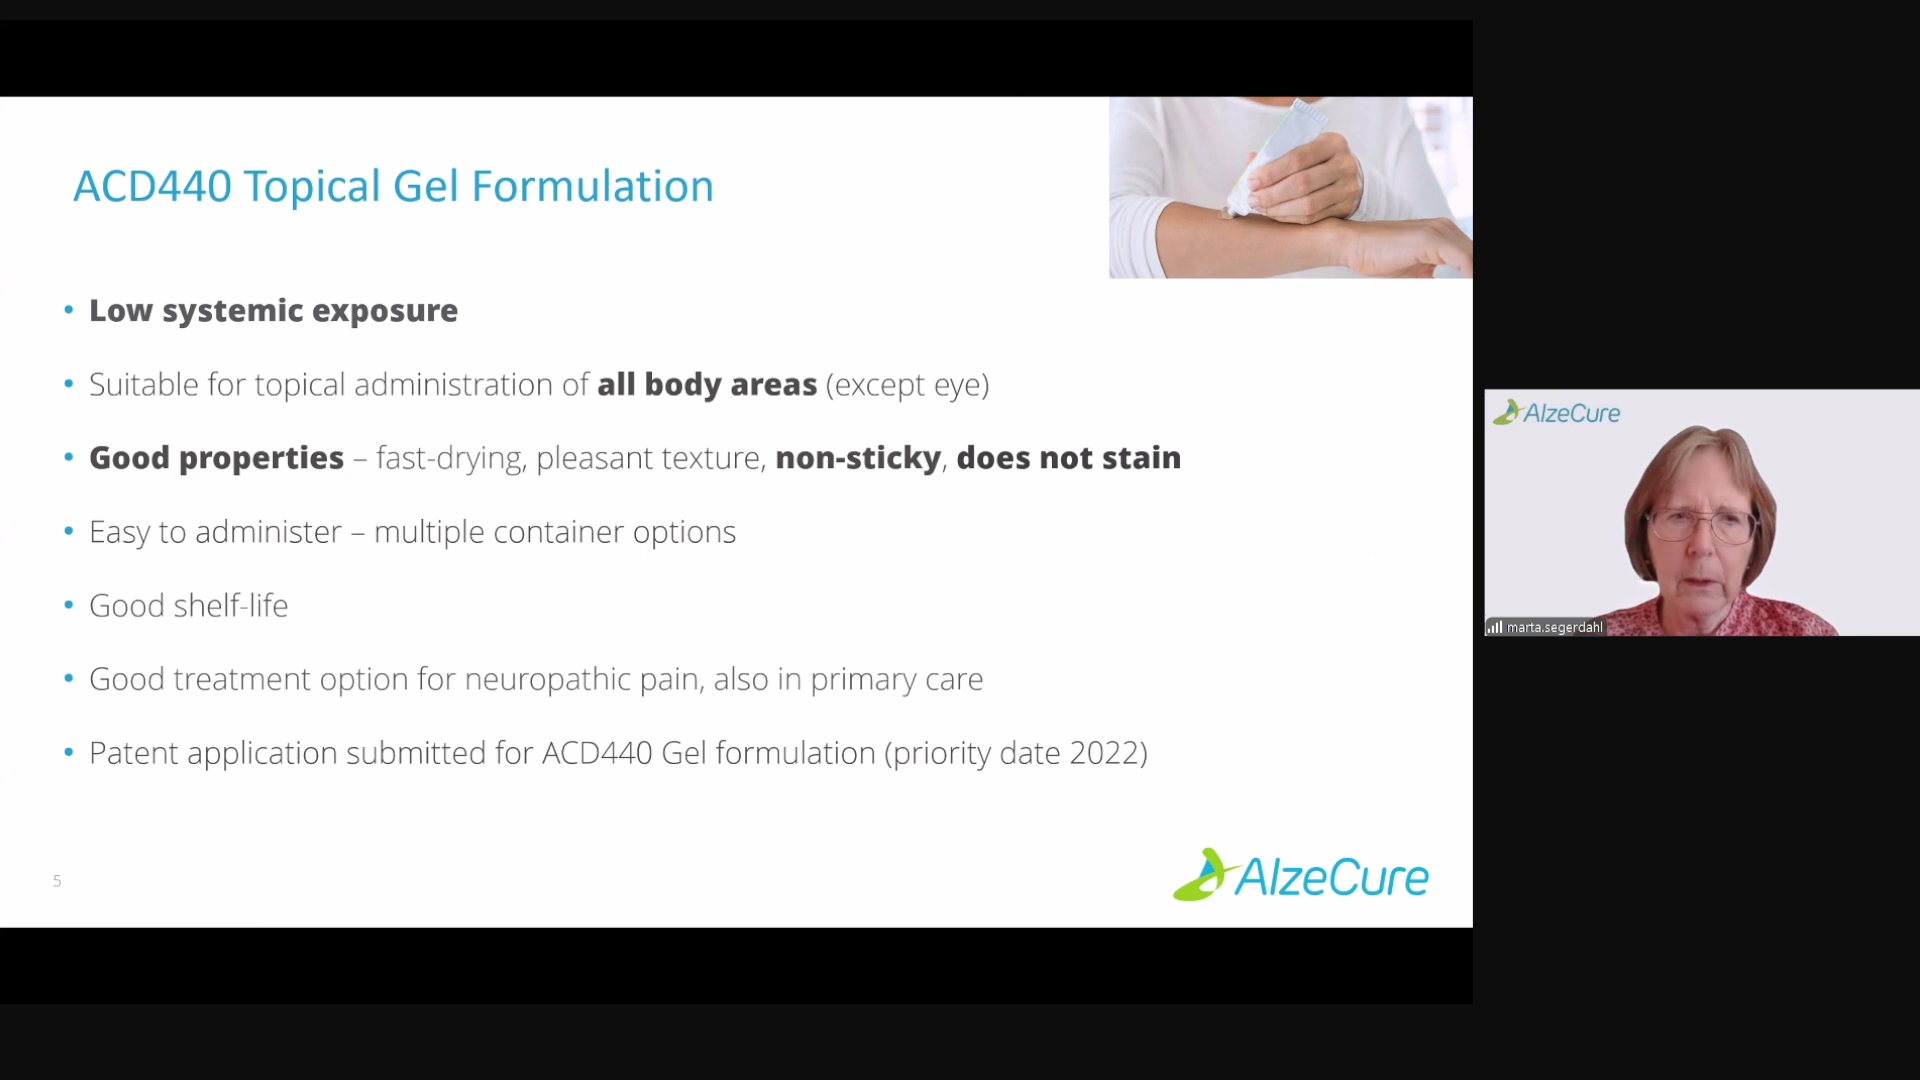 ACD440 Topical Gel Formulation
• Low systemic exposure
• Suitable for topical administration of all body areas (except eye)
• Good properties – fast-drying, pleasant texture, non-sticky, does not stain
• Easy to administer – multiple container options
• Good shelf-life
• Good treatment option for neuropathic pain, also in primary care
• Patent application submitted for ACD440 Gel formulation (priority date 2022)
5
AlzeCure
AlzeCure
marta.segerdahl